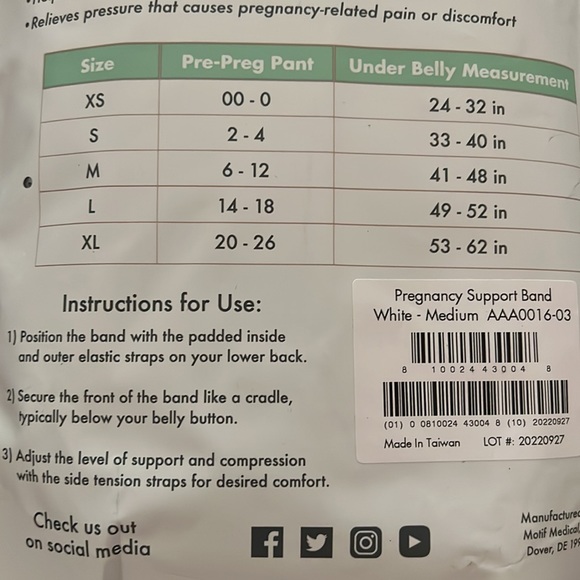 •Relieves pressure that causes pregnancy-related pain or discomfort
Size Pre-Preg Pant Under Belly Measurement
XS 00 - 0 24 - 32 in
S 2 - 4 33 - 40 in
M 6 - 12 41 - 48 in
L 14 - 18 49 - 52 in
XL 20 - 26 53 - 62 in
Instructions for Use:
1) Position the band with the padded inside
and outer elastic straps on your lower back.
2) Secure the front of the band like a cradle,
typically below your belly button.
3) Adjust the level of support and compression
with the side tension straps for desired comfort.
Pregnancy Support Band
White - Medium AAA0016-03
8 10024 43004 8
(01) 0 0810024 43004 8 (10) 20220927
Made In Taiwan LOT #: 20220927
Check us out
on social media
Manufactured
Motif Medical,
Dover, DE